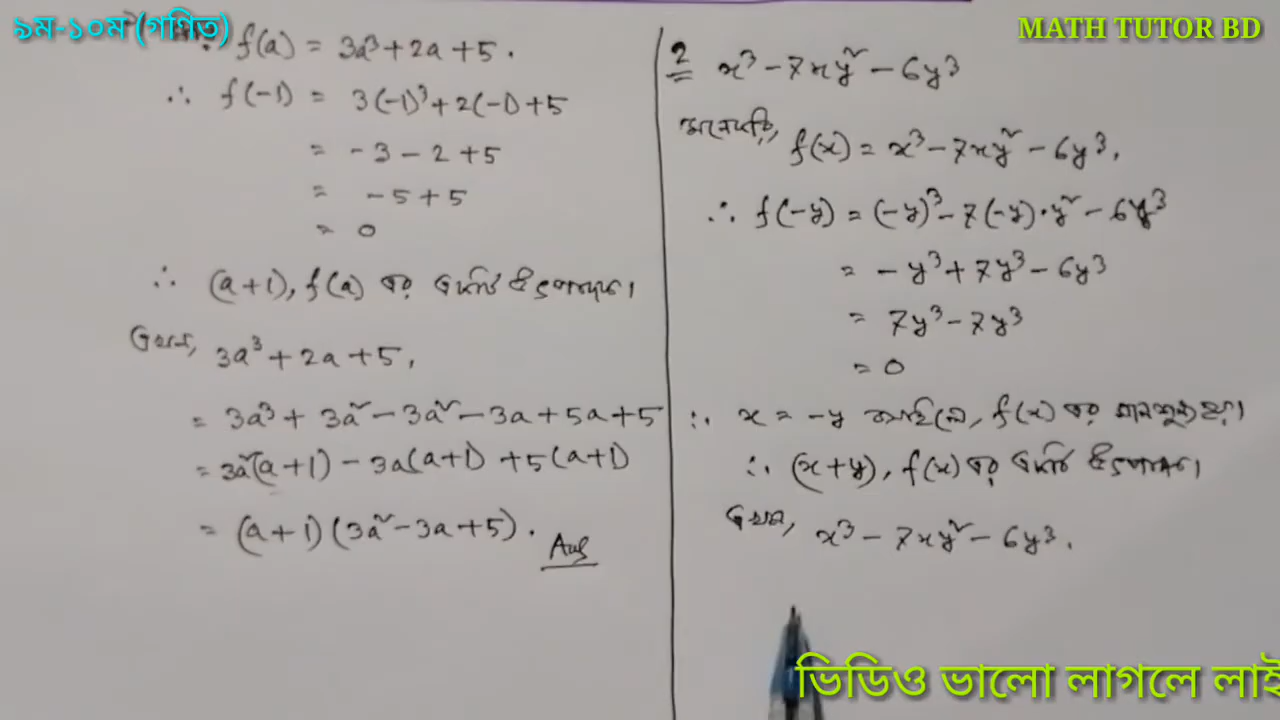 ৯ম-১০ম (গণিত)
MATH TUTOR BD
f(a) = 3a³ + 2a + 5.
∴ f(-1) = 3(-1)³ + 2(-1) + 5
= -3 - 2 + 5
= -5 + 5
= 0
∴ (a+1), f(a) এর একটি উৎপাদক।
এখন, 3a³ + 2a + 5,
= 3a³ + 3a² - 3a² - 3a + 5a + 5
= 3a²(a+1) - 3a(a+1) + 5(a+1)
= (a+1)(3a² - 3a + 5). Ans
2 x³ - 7xy² - 6y³
মনেকরি, f(x) = x³ - 7xy² - 6y³,
∴ f(-y) = (-y)³ - 7(-y)·y² - 6y³
= -y³ + 7y³ - 6y³
= 7y³ - 7y³
= 0
∴ x = -y বসাইলে, f(x) এর মান শূন্য হয়।
∴ (x+y), f(x) এর একটি উৎপাদক।
এখন, x³ - 7xy² - 6y³.
ভিডিও ভালো লাগলে লাই